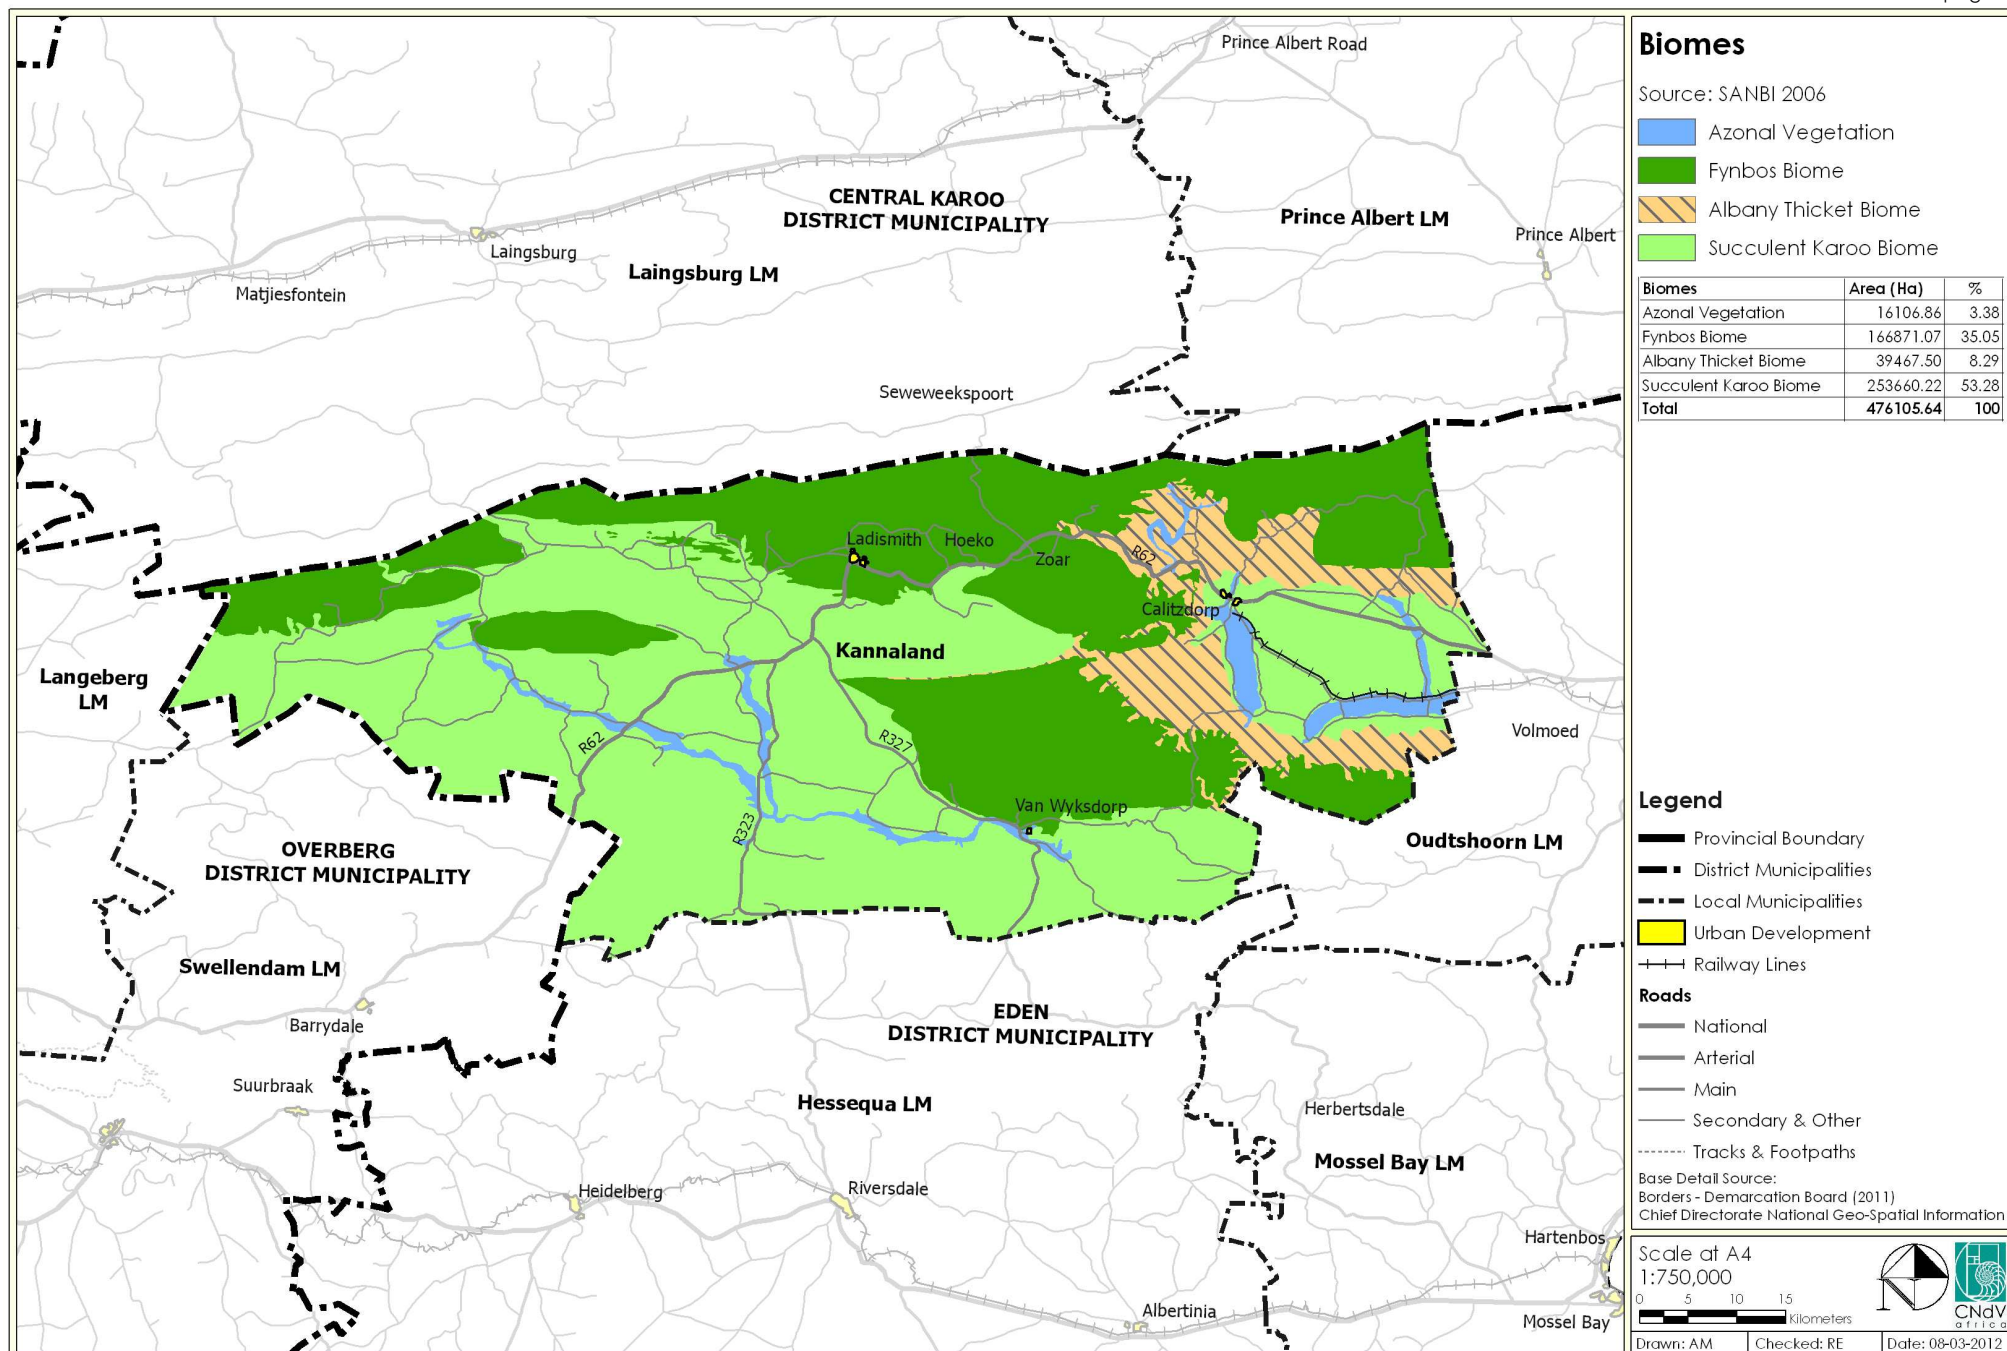 Prince Albert Road
CENTRAL KAROO
DISTRICT MUNICIPALITY
Prince Albert LM
Prince Albert
Laingsburg
Laingsburg LM
Matjiesfontein
Seweweekspoort
Ladismith
Hoeko
Zoar
R62
Calitzdorp
Kannaland
Langeberg
LM
Volmoed
R62
R327
Van Wyksdorp
R323
Oudtshoorn LM
OVERBERG
DISTRICT MUNICIPALITY
Swellendam LM
Barrydale
EDEN
DISTRICT MUNICIPALITY
Suurbraak
Hessequa LM
Herbertsdale
Mossel Bay LM
Heidelberg
Riversdale
Hartenbos
Albertinia
Mossel Bay
Biomes
Source: SANBI 2006
Azonal Vegetation
Fynbos Biome
Albany Thicket Biome
Succulent Karoo Biome
Biomes Area (Ha) %
Azonal Vegetation 16106.86 3.38
Fynbos Biome 166871.07 35.05
Albany Thicket Biome 39467.50 8.29
Succulent Karoo Biome 253660.22 53.28
Total 476105.64 100
Legend
Provincial Boundary
District Municipalities
Local Municipalities
Urban Development
Railway Lines
Roads
National
Arterial
Main
Secondary & Other
Tracks & Footpaths
Base Detail Source:
Borders - Demarcation Board (2011)
Chief Directorate National Geo-Spatial Information
Scale at A4
1:750,000
0 5 10 15
Kilometers
N
CNdV
africa
Drawn: AM Checked: RE Date: 08-03-2012